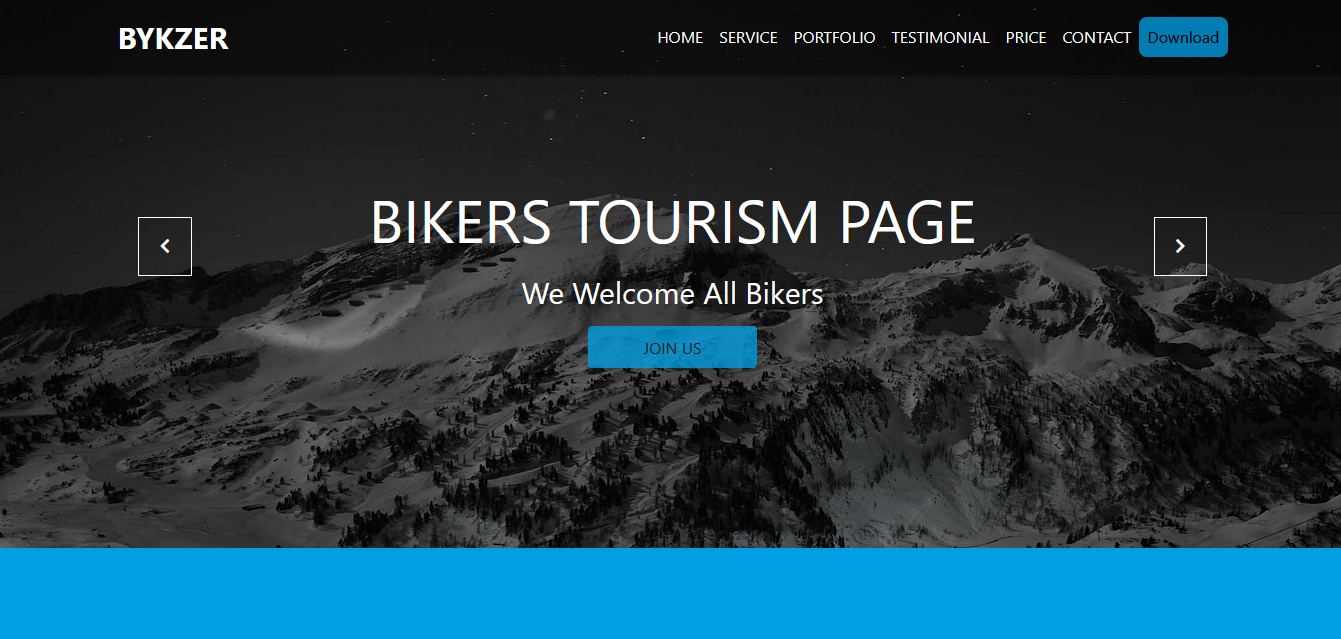 BYKZER
HOME SERVICE PORTFOLIO TESTIMONIAL PRICE CONTACT Download
BIKERS TOURISM PAGE
We Welcome All Bikers
JOIN US